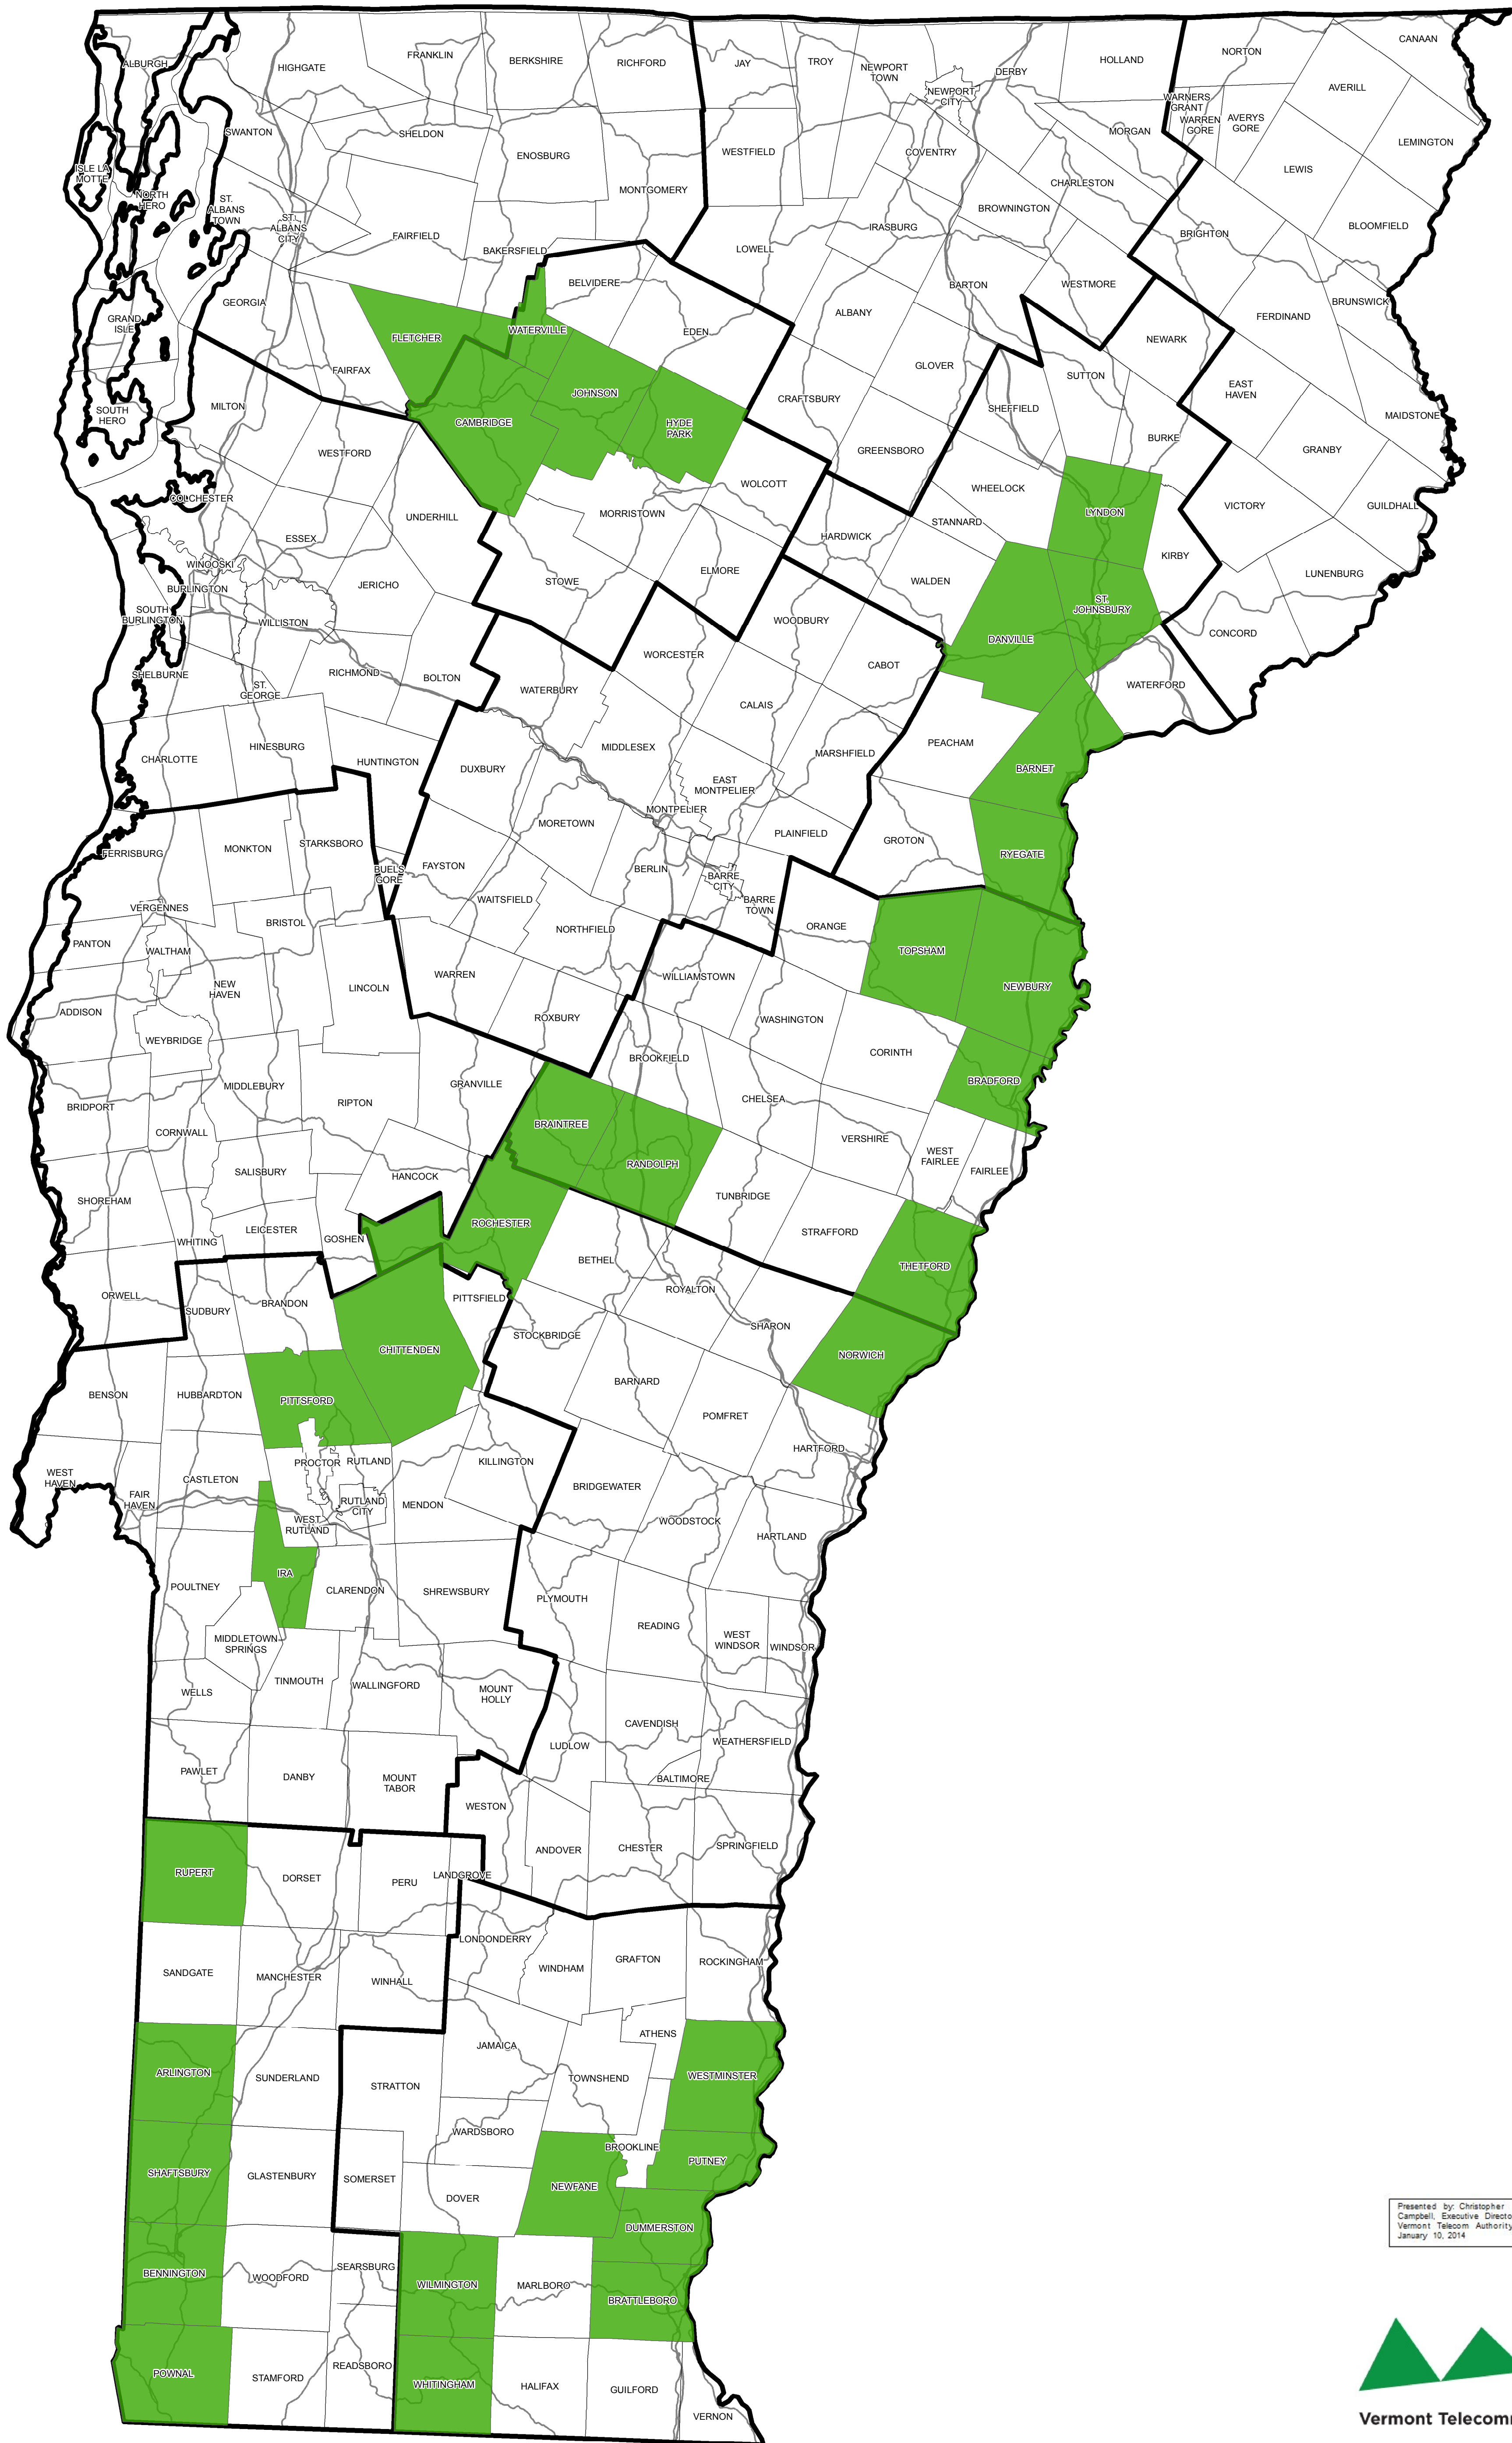 CANAAN
NORTON
FRANKLIN
BERKSHIRE
HOLLAND
RICHFORD
JAY
TROY
ALBURGH
HIGHGATE
NEWPORT
TOWN
DERBY
AVERILL
NEWPORT
CITY
WARNERS
GRANT
WARREN
GORE
AVERYS
GORE
SWANTON
SHELDON
MORGAN
LEMINGTON
ENOSBURG
WESTFIELD
COVENTRY
ISLE LA
MOTTE
LEWIS
CHARLESTON
MONTGOMERY
NORTH
HERO
ST.
ALBANS
TOWN
ST.
ALBANS
CITY
BROWNINGTON
BLOOMFIELD
IRASBURG
BRIGHTON
FAIRFIELD
BAKERSFIELD
LOWELL
BELVIDERE
BARTON
WESTMORE
GEORGIA
BRUNSWICK
GRAND
ISLE
ALBANY
FERDINAND
WATERVILLE
EDEN
FLETCHER
NEWARK
GLOVER
FAIRFAX
SUTTON
EAST
HAVEN
JOHNSON
CRAFTSBURY
MILTON
SOUTH
HERO
SHEFFIELD
MAIDSTONE
CAMBRIDGE
HYDE
PARK
BURKE
WESTFORD
GREENSBORO
GRANBY
WOLCOTT
WHEELOCK
COLCHESTER
VICTORY
GUILDHALL
MORRISTOWN
LYNDON
UNDERHILL
STANNARD
ESSEX
HARDWICK
KIRBY
WINOOSKI
ELMORE
LUNENBURG
STOWE
WALDEN
JERICHO
BURLINGTON
ST.
JOHNSBURY
SOUTH
BURLINGTON
WILLISTON
WOODBURY
CONCORD
DANVILLE
WORCESTER
CABOT
SHELBURNE
RICHMOND
BOLTON
ST.
GEORGE
WATERBURY
WATERFORD
CALAIS
PEACHAM
HINESBURG
MIDDLESEX
MARSHFIELD
CHARLOTTE
HUNTINGTON
DUXBURY
BARNET
EAST
MONTPELIER
MONTPELIER
MORETOWN
PLAINFIELD
GROTON
STARKSBORO
MONKTON
FERRISBURG
RYEGATE
BUELS
GORE
FAYSTON
BERLIN
BARRE
CITY
WAITSFIELD
BARRE
TOWN
VERGENNES
BRISTOL
ORANGE
NORTHFIELD
PANTON
WALTHAM
TOPSHAM
WARREN
WILLIAMSTOWN
NEW
HAVEN
LINCOLN
NEWBURY
ADDISON
ROXBURY
WASHINGTON
WEYBRIDGE
CORINTH
BROOKFIELD
BRADFORD
MIDDLEBURY
GRANVILLE
CHELSEA
BRIDPORT
RIPTON
BRAINTREE
CORNWALL
VERSHIRE
WEST
FAIRLEE
RANDOLPH
FAIRLEE
SALISBURY
HANCOCK
SHOREHAM
TUNBRIDGE
ROCHESTER
LEICESTER
STRAFFORD
GOSHEN
WHITING
BETHEL
THETFORD
ORWELL
ROYALTON
BRANDON
PITTSFIELD
SUDBURY
SHARON
STOCKBRIDGE
CHITTENDEN
NORWICH
BARNARD
BENSON
HUBBARDTON
PITTSFORD
POMFRET
HARTFORD
PROCTOR
RUTLAND
KILLINGTON
WEST
HAVEN
CASTLETON
BRIDGEWATER
FAIR
HAVEN
RUTLAND
CITY
MENDON
WEST
RUTLAND
WOODSTOCK
HARTLAND
IRA
POULTNEY
CLARENDON
SHREWSBURY
PLYMOUTH
READING
WEST
WINDSOR
WINDSOR
MIDDLETOWN
SPRINGS
TINMOUTH
WALLINGFORD
MOUNT
HOLLY
WELLS
CAVENDISH
WEATHERSFIELD
LUDLOW
PAWLET
DANBY
MOUNT
TABOR
BALTIMORE
WESTON
ANDOVER
CHESTER
SPRINGFIELD
RUPERT
DORSET
PERU
LANDGROVE
LONDONDERRY
GRAFTON
ROCKINGHAM
WINDHAM
SANDGATE
MANCHESTER
WINHALL
ATHENS
JAMAICA
ARLINGTON
SUNDERLAND
STRATTON
TOWNSHEND
WESTMINSTER
WARDSBORO
BROOKLINE
PUTNEY
SHAFTSBURY
GLASTENBURY
SOMERSET
NEWFANE
DOVER
DUMMERSTON
Presented by: Christopher
Campbell, Executive Directo
Vermont Telecom Authority
January 10, 2014
BENNINGTON
WOODFORD
SEARSBURG
WILMINGTON
MARLBORO
BRATTLEBORO
POWNAL
STAMFORD
READSBORO
WHITINGHAM
HALIFAX
GUILFORD
VERNON
Vermont Telecom